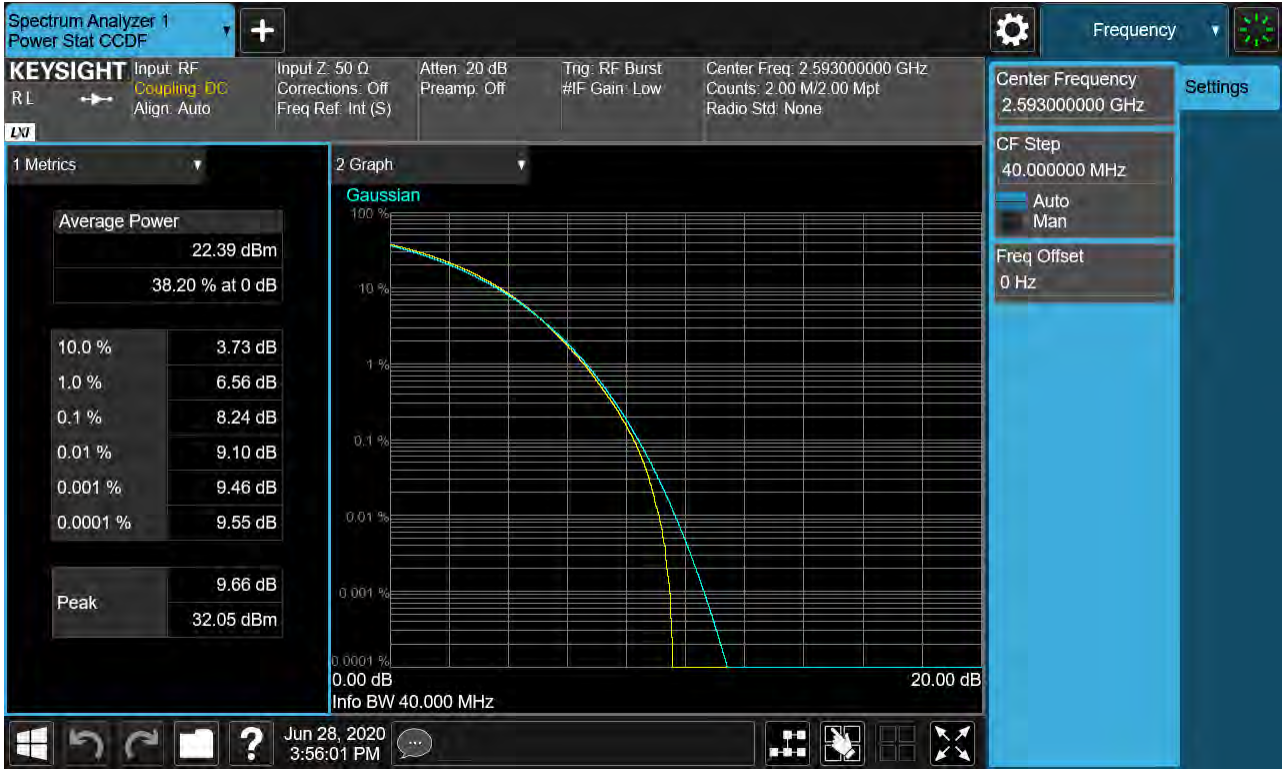 Spectrum Analyzer 1
Power Stat CCDF
Frequency
KEYSIGHT
R L
LXI
Input: RF
Coupling: DC
Align: Auto
Input Z: 50 Ω
Corrections: Off
Freq Ref: Int (S)
Atten: 20 dB
Preamp: Off
Trig: RF Burst
#IF Gain: Low
Center Freq: 2.593000000 GHz
Counts: 2.00 M/2.00 Mpt
Radio Std: None
Center Frequency
2.593000000 GHz
Settings
CF Step
40.000000 MHz
Auto
Man
Freq Offset
0 Hz
1 Metrics
Average Power
22.39 dBm
38.20 % at 0 dB
10.0 % 3.73 dB
1.0 % 6.56 dB
0.1 % 8.24 dB
0.01 % 9.10 dB
0.001 % 9.46 dB
0.0001 % 9.55 dB
Peak
9.66 dB
32.05 dBm
2 Graph
Gaussian
100 %
10 %
1 %
0.1 %
0.01 %
0.001 %
0.0001 %
0.00 dB 20.00 dB
Info BW 40.000 MHz
?
Jun 28, 2020
3:56:01 PM